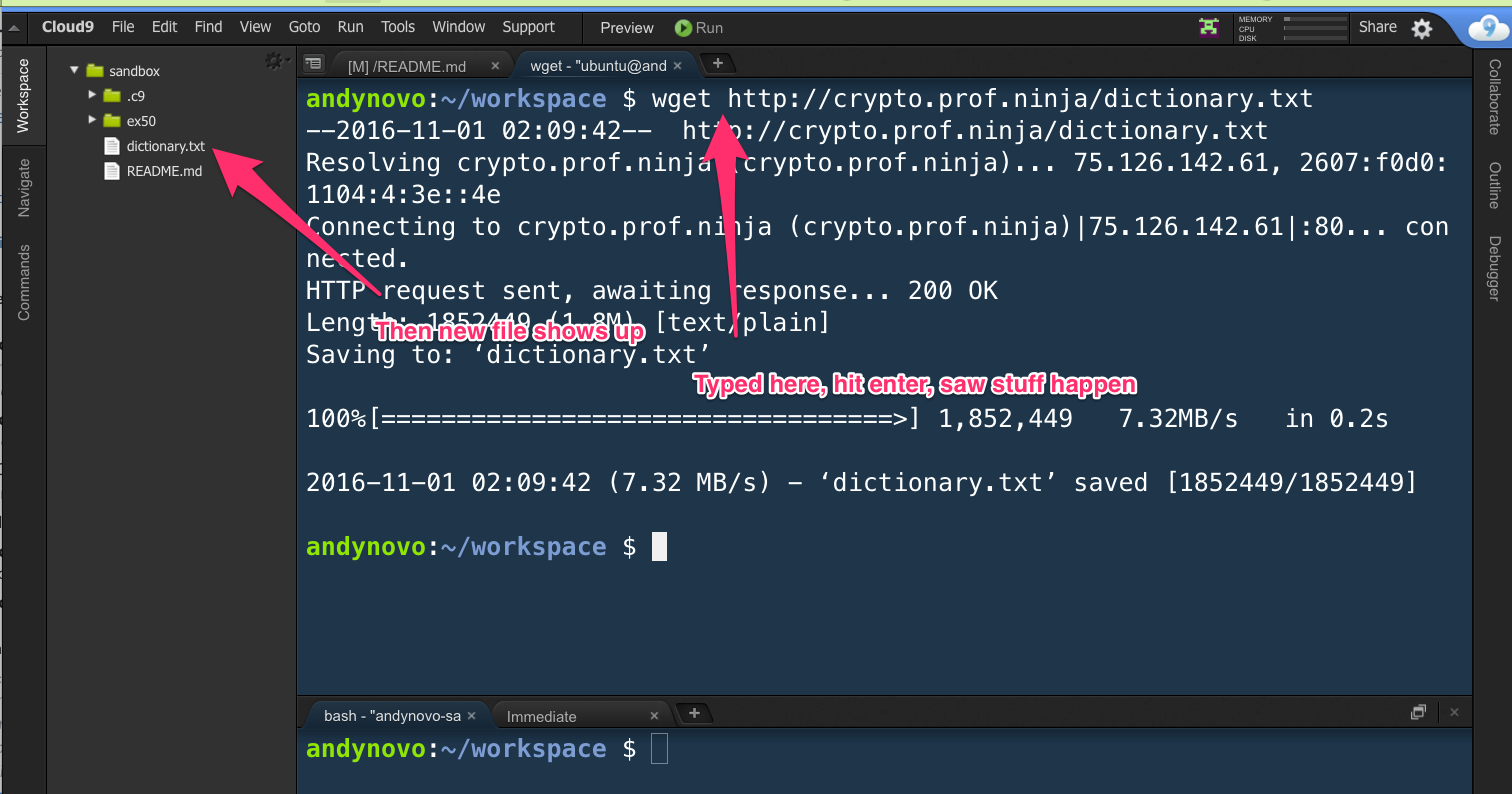 Cloud9 File Edit Find View Goto Run Tools Window Support Preview Run MEMORY Share
CPU
DISK
Workspace
Navigate
Commands
sandbox
.c9
ex50
dictionary.txt
README.md
[M] /README.md × wget - "ubuntu@and × +
andynovo:~/workspace $ wget http://crypto.prof.ninja/dictionary.txt
--2016-11-01 02:09:42-- http://crypto.prof.ninja/dictionary.txt
Resolving crypto.prof.ninja (crypto.prof.ninja)... 75.126.142.61, 2607:f0d0:
1104:4:3e::4e
Connecting to crypto.prof.ninja (crypto.prof.ninja)|75.126.142.61|:80... con
nected.
HTTP request sent, awaiting response... 200 OK
Length: 1852449 (1.8M) [text/plain]
Then new file shows up
Saving to: ‘dictionary.txt’
Typed here, hit enter, saw stuff happen
100%[==================================>] 1,852,449 7.32MB/s in 0.2s
2016-11-01 02:09:42 (7.32 MB/s) - ‘dictionary.txt’ saved [1852449/1852449]
andynovo:~/workspace $
bash - "andynovo-sa × Immediate × +
andynovo:~/workspace $
Collaborate
Outline
Debugger
9